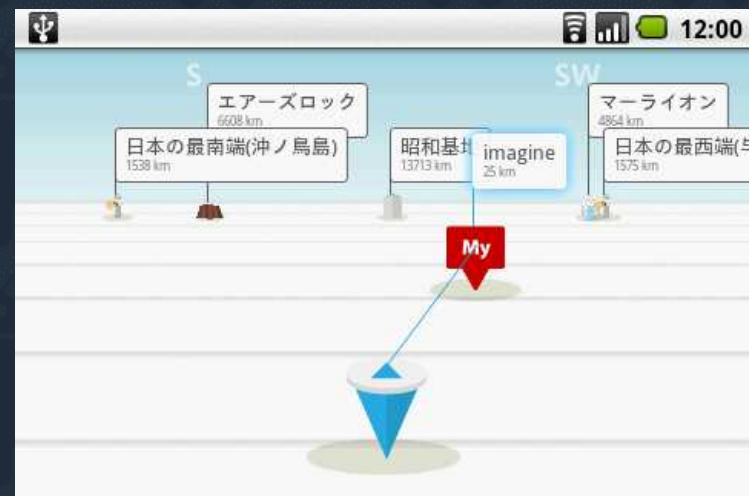 12:00
S
SW
エアーズロック
6608 km
マーライオン
4864 km
日本の最南端(沖ノ鳥島)
1538 km
昭和基地
13713 km
imagine
25 km
日本の最西端(与
1575 km
My